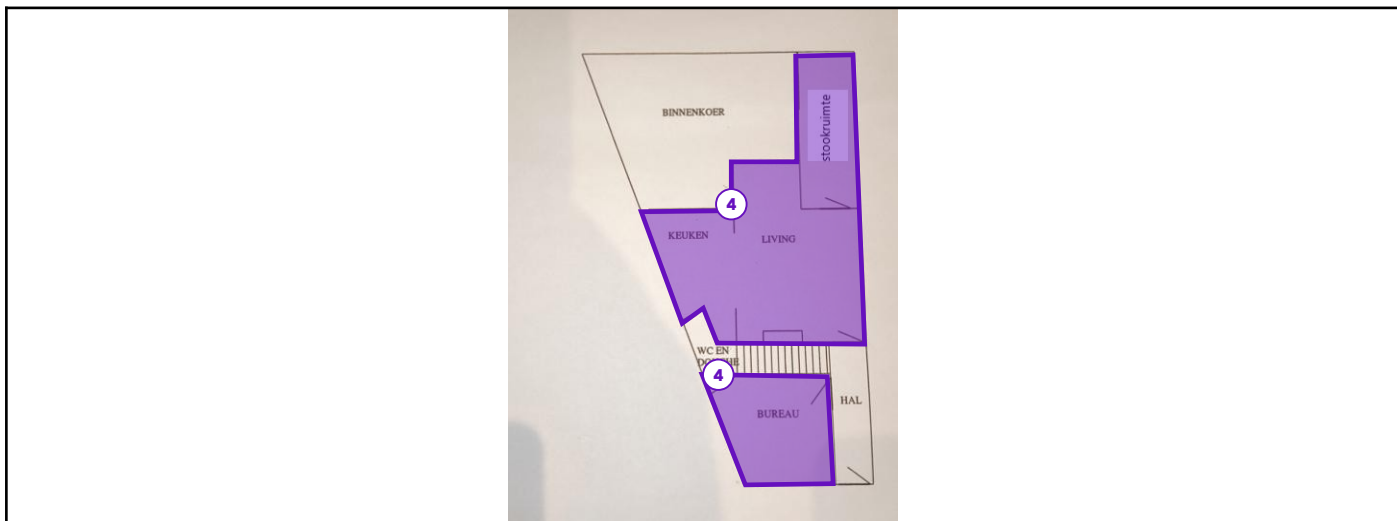 BINNENKOER
stookruimte
4
KEUKEN
LIVING
WC EN
4
BUREAU
HAL